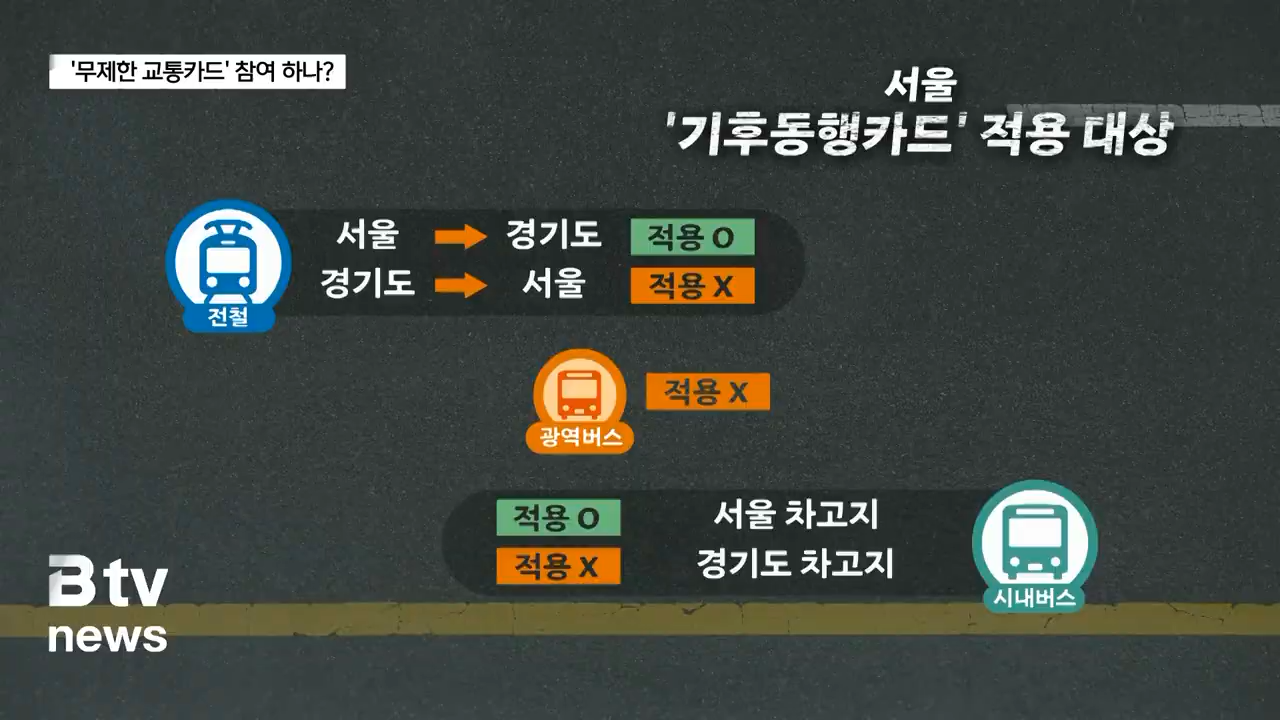 '무제한 교통카드' 참여 하나?
서울
'기후동행카드' 적용 대상
서울 경기도 적용 O
경기도 서울 적용 X
전철
적용 X
광역버스
적용 O 서울 차고지
적용 X 경기도 차고지
시내버스
B tv
news